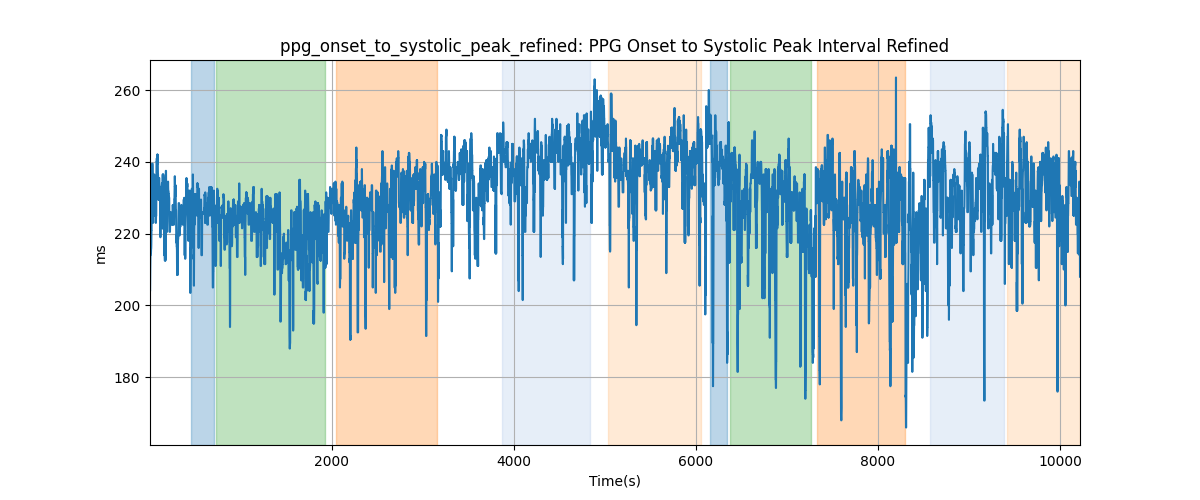 ppg_onset_to_systolic_peak_refined: PPG Onset to Systolic Peak Interval Refined
260
240
220
200
180
ms
2000 4000 6000 8000 10000
Time(s)